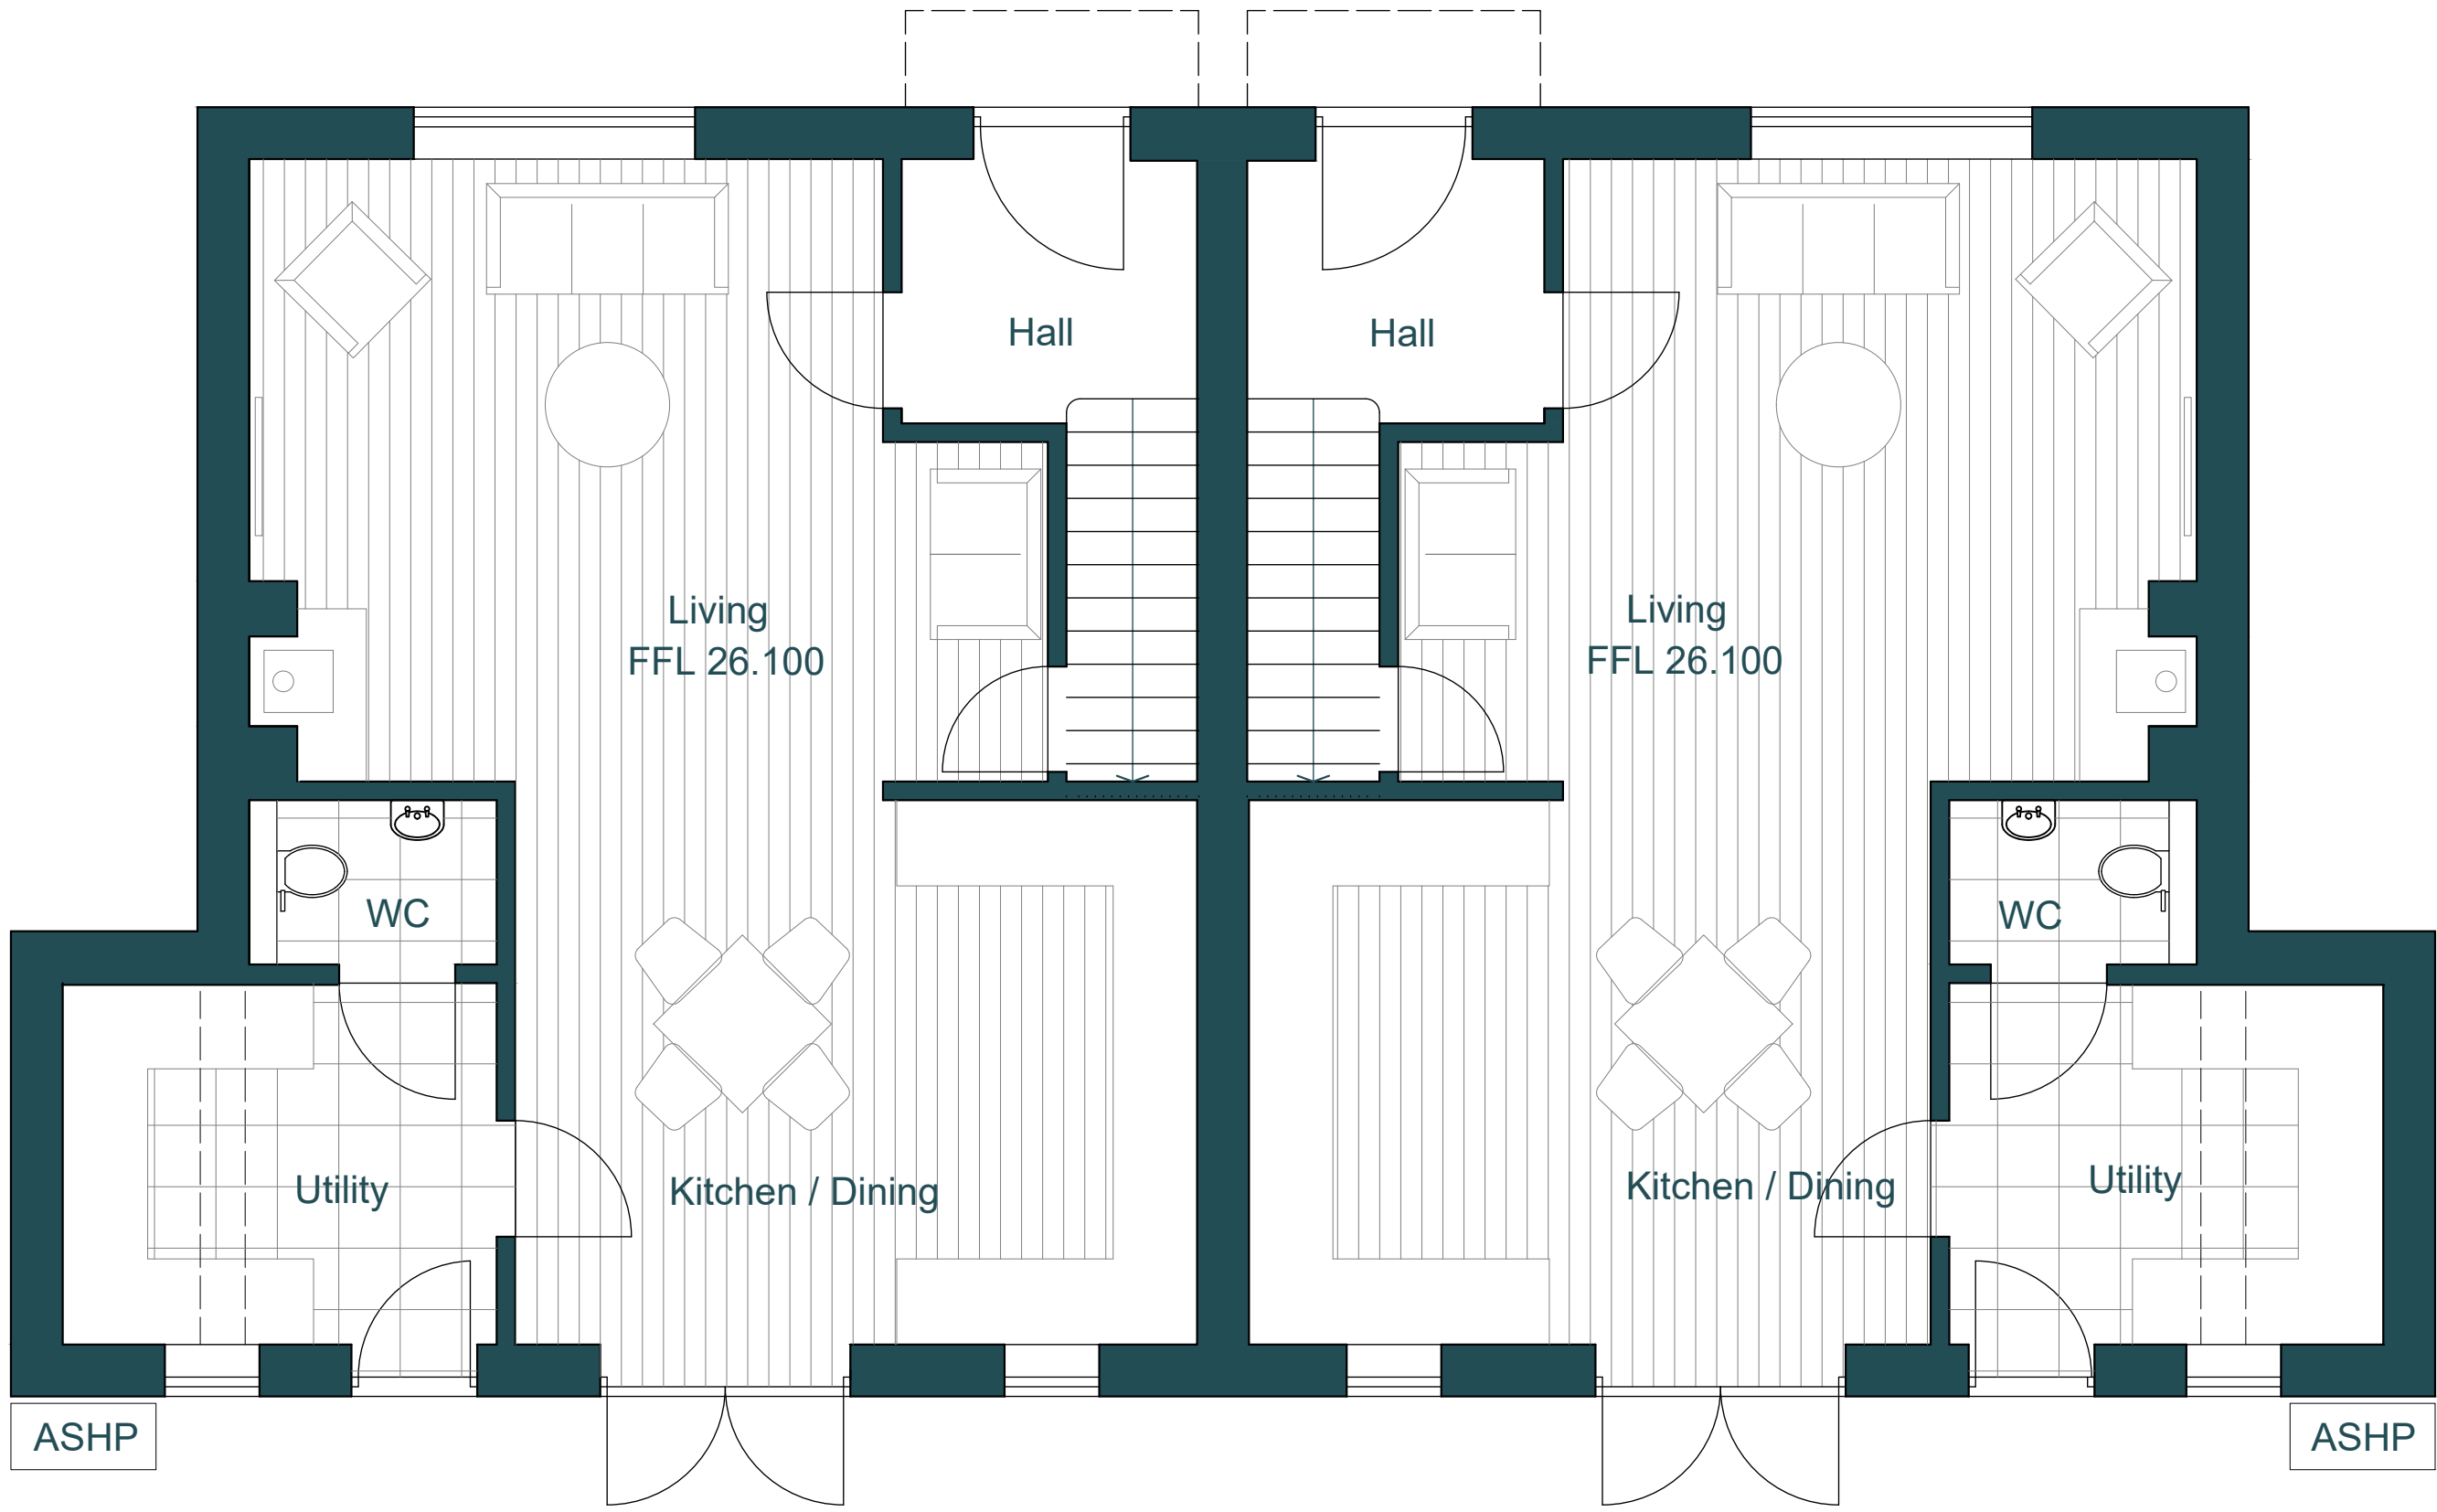 Hall
Hall
Living
FFL 26.100
Living
FFL 26.100
WC
WC
Utility
Kitchen / Dining
Kitchen / Dining
Utility
ASHP
ASHP